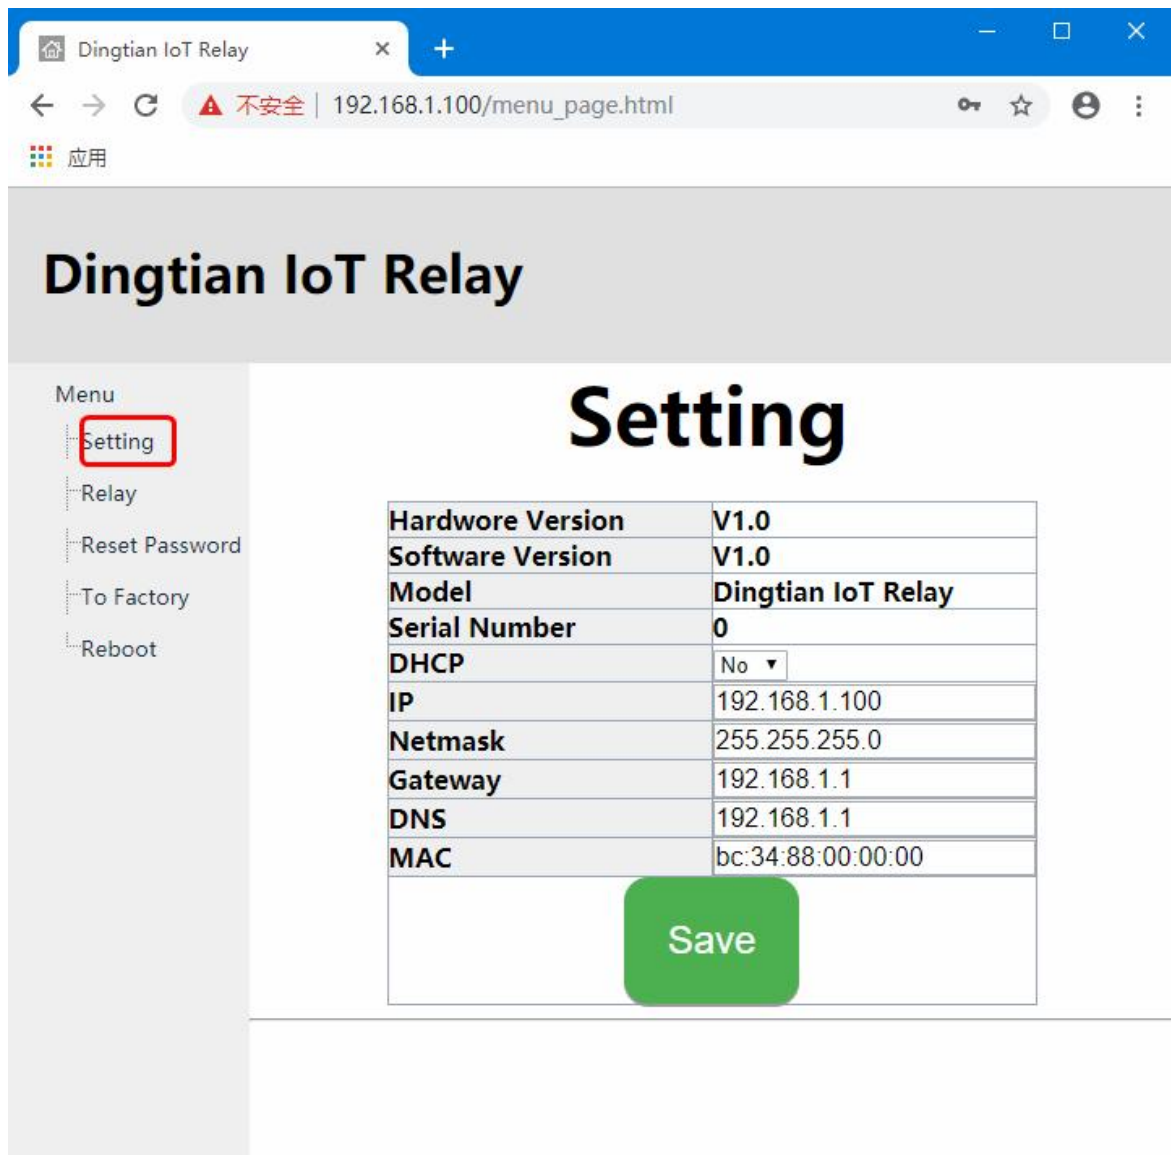 Dingtian IoT Relay
不安全 | 192.168.1.100/menu_page.html
应用
Dingtian IoT Relay
Menu
Setting
Relay
Reset Password
To Factory
Reboot
Setting
Hardwore Version V1.0
Software Version V1.0
Model Dingtian IoT Relay
Serial Number 0
DHCP No
IP 192.168.1.100
Netmask 255.255.255.0
Gateway 192.168.1.1
DNS 192.168.1.1
MAC bc:34:88:00:00:00
Save